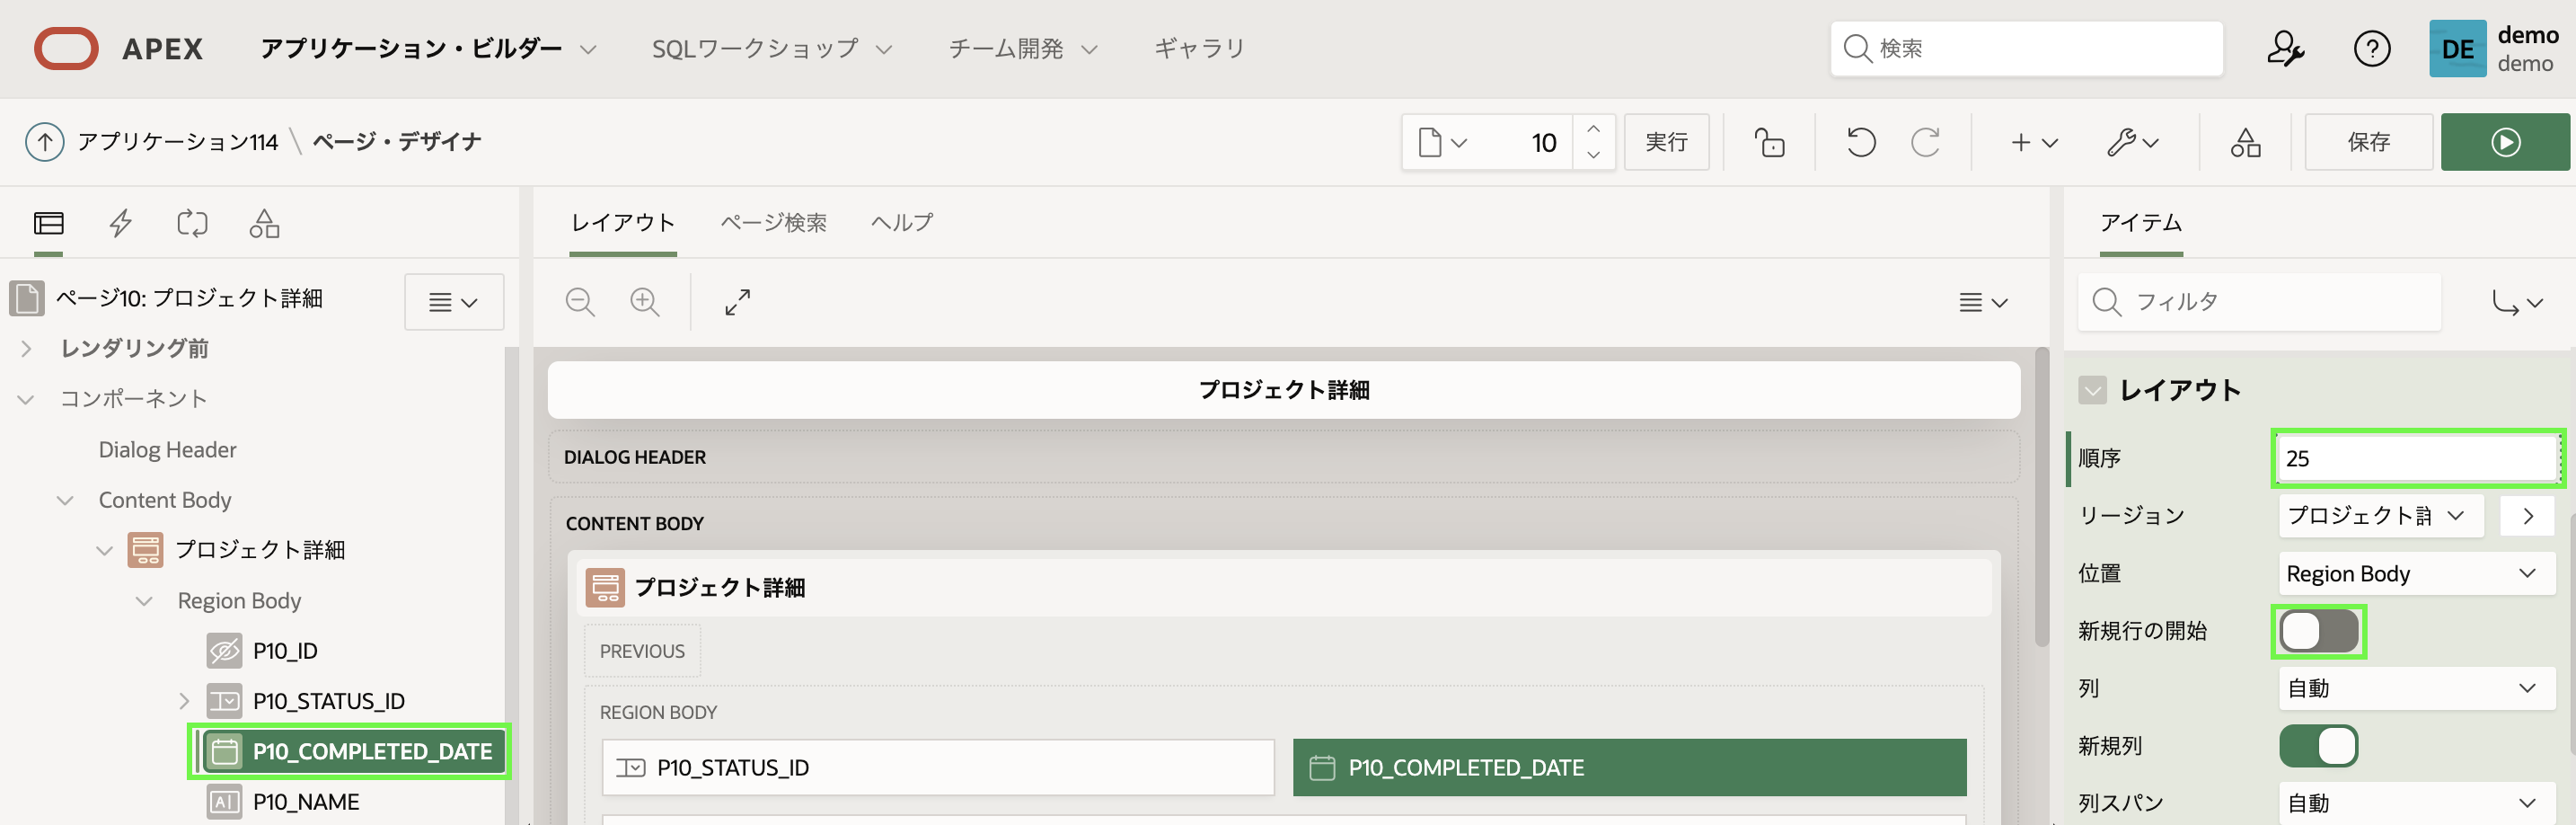 APEX アプリケーション・ビルダー SQLワークショップ チーム開発 ギャラリ 検索 DE demo
demo
アプリケーション114 \ ページ・デザイナ 10 実行 保存
レイアウト ページ検索 ヘルプ アイテム
ページ10: プロジェクト詳細
フィルタ
レンダリング前
コンポーネント
Dialog Header
Content Body
プロジェクト詳細
Region Body
P10_ID
P10_STATUS_ID
P10_COMPLETED_DATE
P10_NAME
プロジェクト詳細
DIALOG HEADER
CONTENT BODY
プロジェクト詳細
PREVIOUS
REGION BODY
P10_STATUS_ID P10_COMPLETED_DATE
レイアウト
順序 25
リージョン プロジェクト詳
位置 Region Body
新規行の開始
列 自動
新規列
列スパン 自動